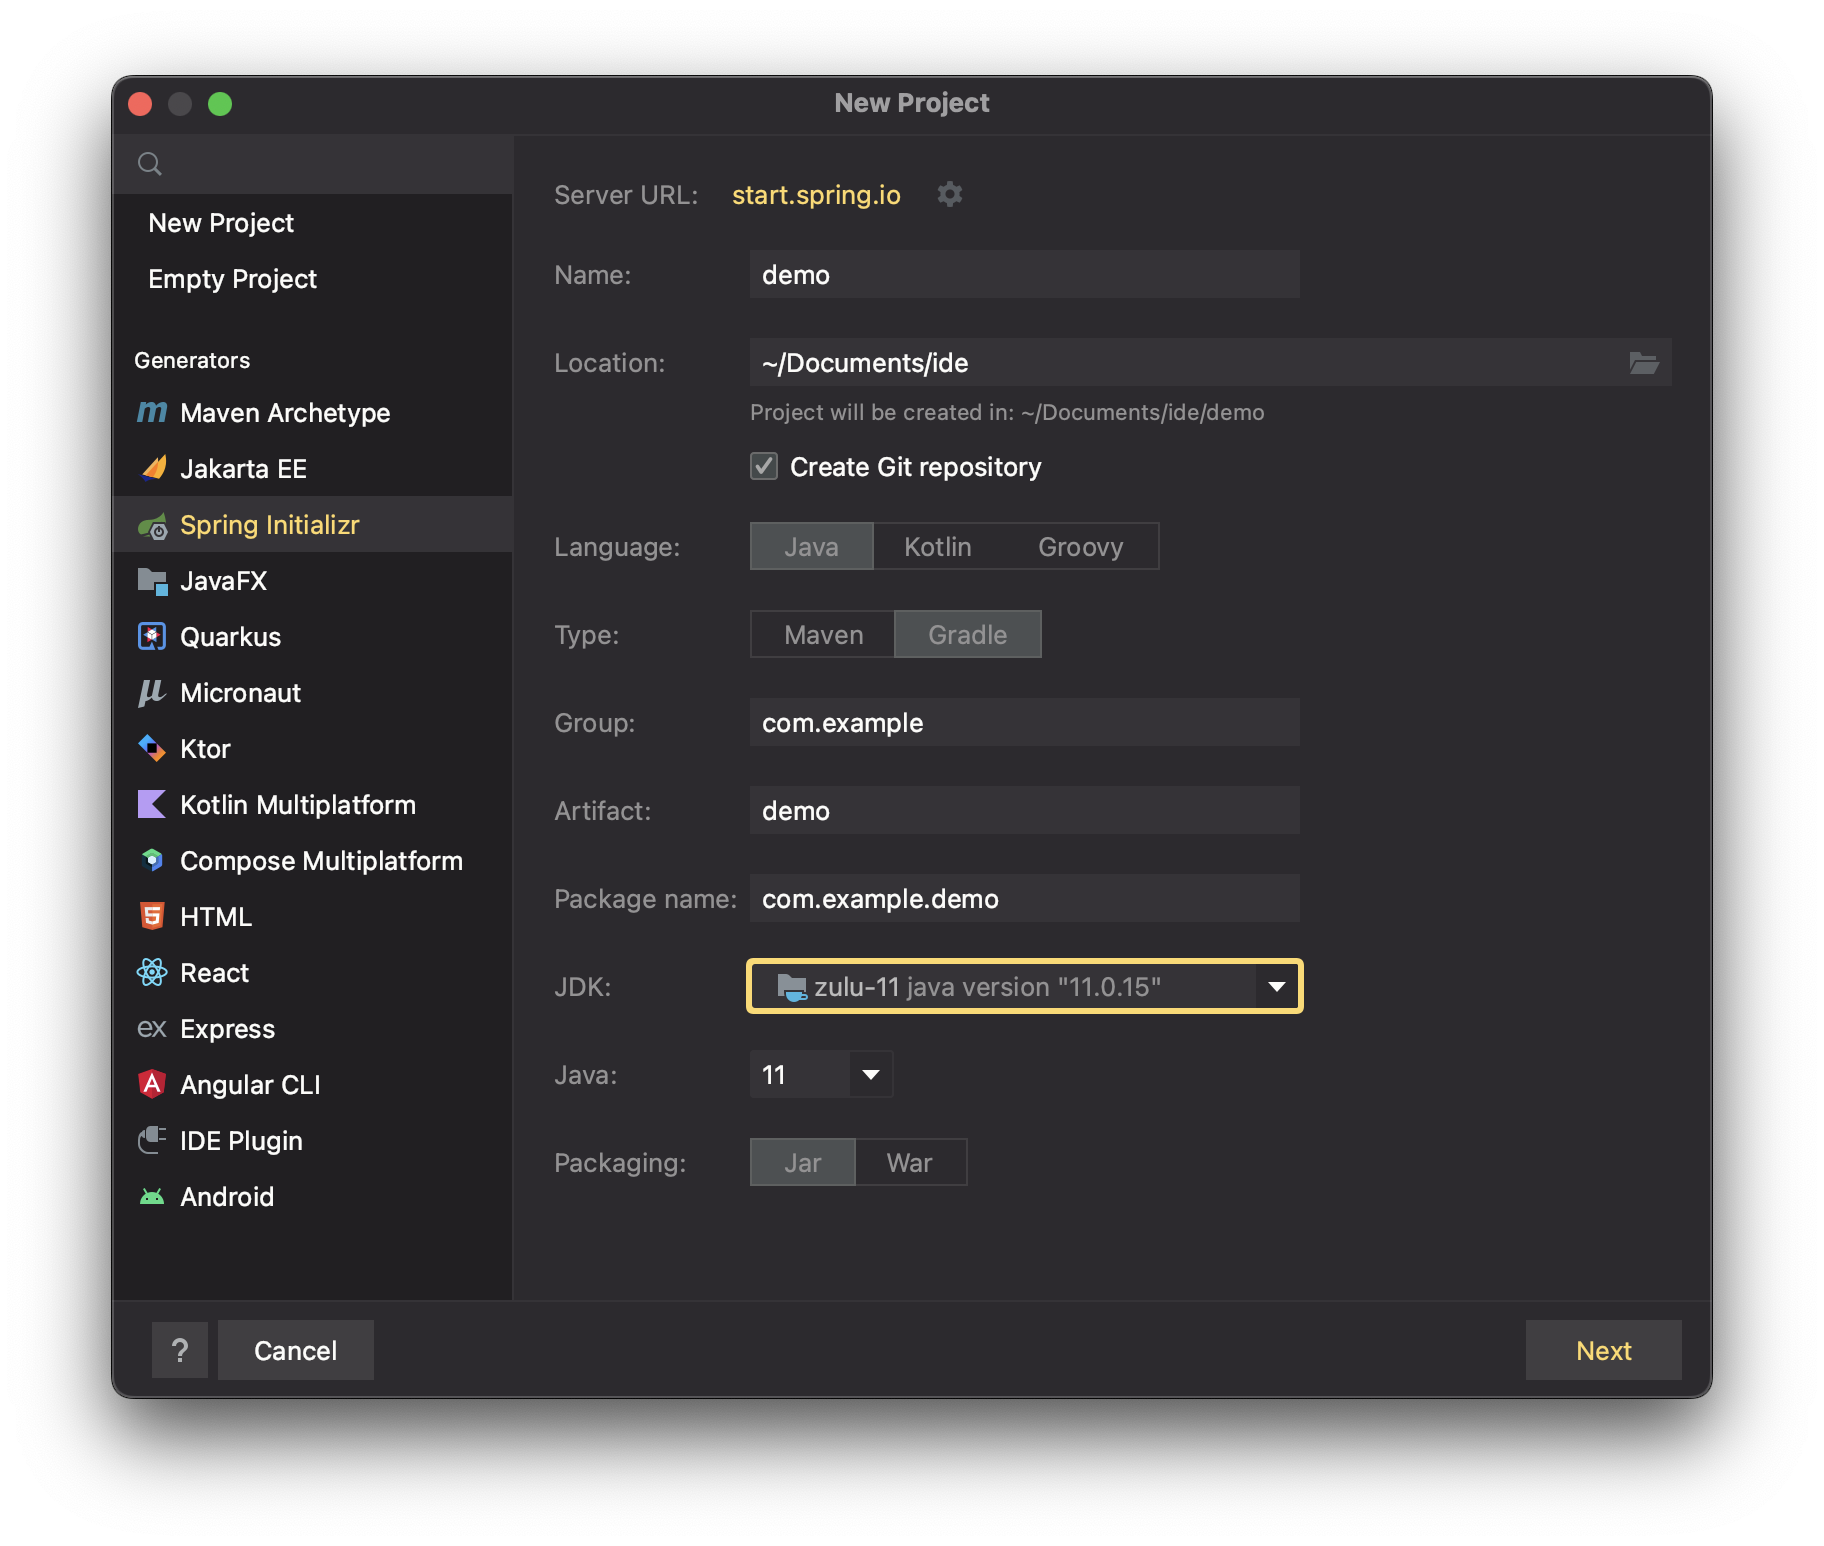 New Project
New Project
Empty Project
Generators
Maven Archetype
Jakarta EE
Spring Initializr
JavaFX
Quarkus
Micronaut
Ktor
Kotlin Multiplatform
Compose Multiplatform
HTML
React
ex Express
Angular CLI
IDE Plugin
Android
Server URL: start.spring.io
Name: demo
Location: ~/Documents/ide
Project will be created in: ~/Documents/ide/demo
Create Git repository
Language: Java Kotlin Groovy
Type: Maven Gradle
Group: com.example
Artifact: demo
Package name: com.example.demo
JDK: zulu-11 java version "11.0.15"
Java: 11
Packaging: Jar War
? Cancel Next